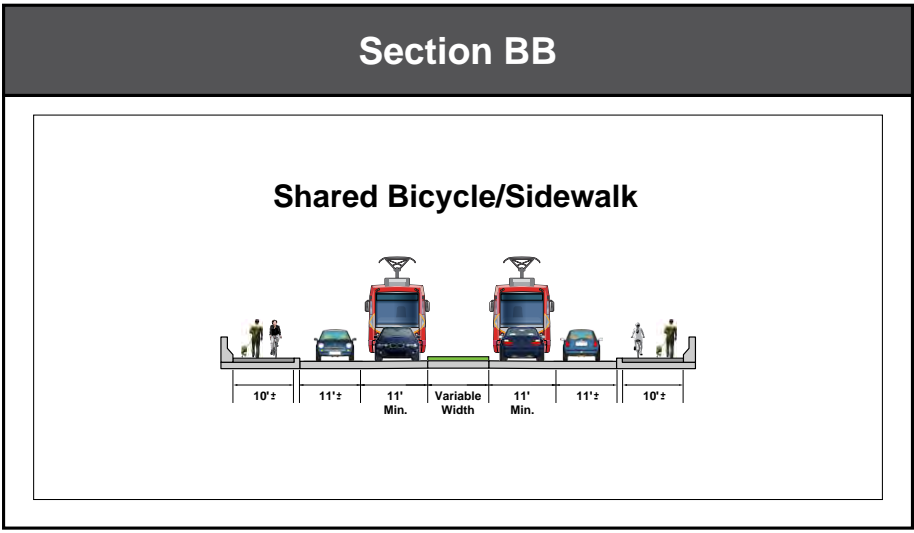 Section BB
Shared Bicycle/Sidewalk
10'± 11'± 11' Min. Variable Width 11' Min. 11'± 10'±